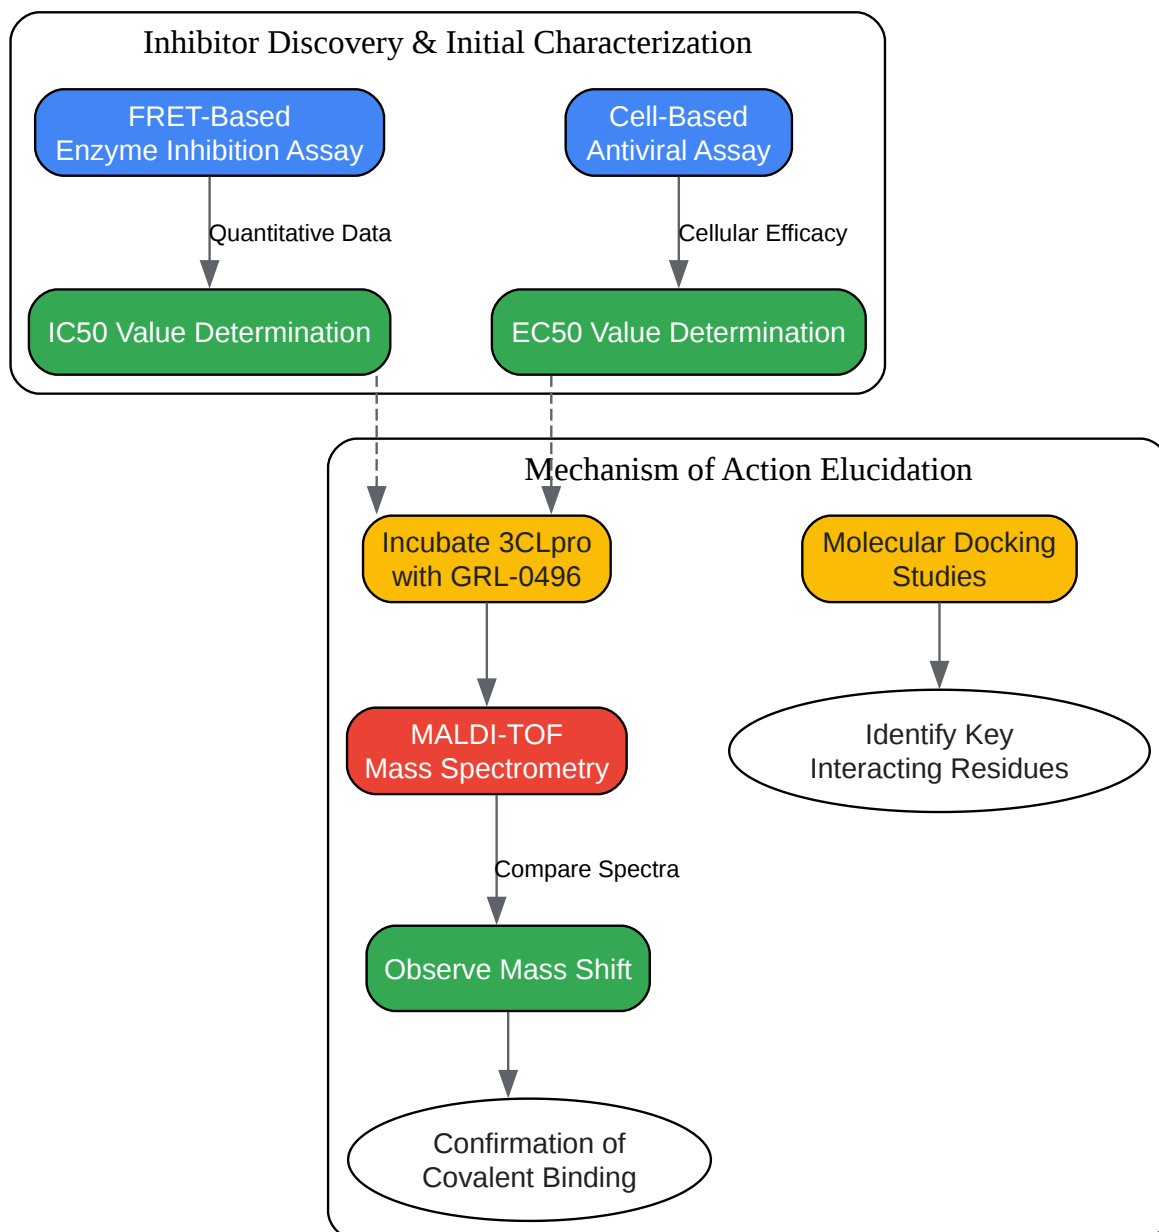 Inhibitor Discovery & Initial Characterization
FRET-Based
Enzyme Inhibition Assay
Cell-Based
Antiviral Assay
Quantitative Data
Cellular Efficacy
IC50 Value Determination
EC50 Value Determination
Mechanism of Action Elucidation
Incubate 3CLpro
with GRL-0496
Molecular Docking
Studies
MALDI-TOF
Mass Spectrometry
Identify Key
Interacting Residues
Compare Spectra
Observe Mass Shift
Confirmation of
Covalent Binding